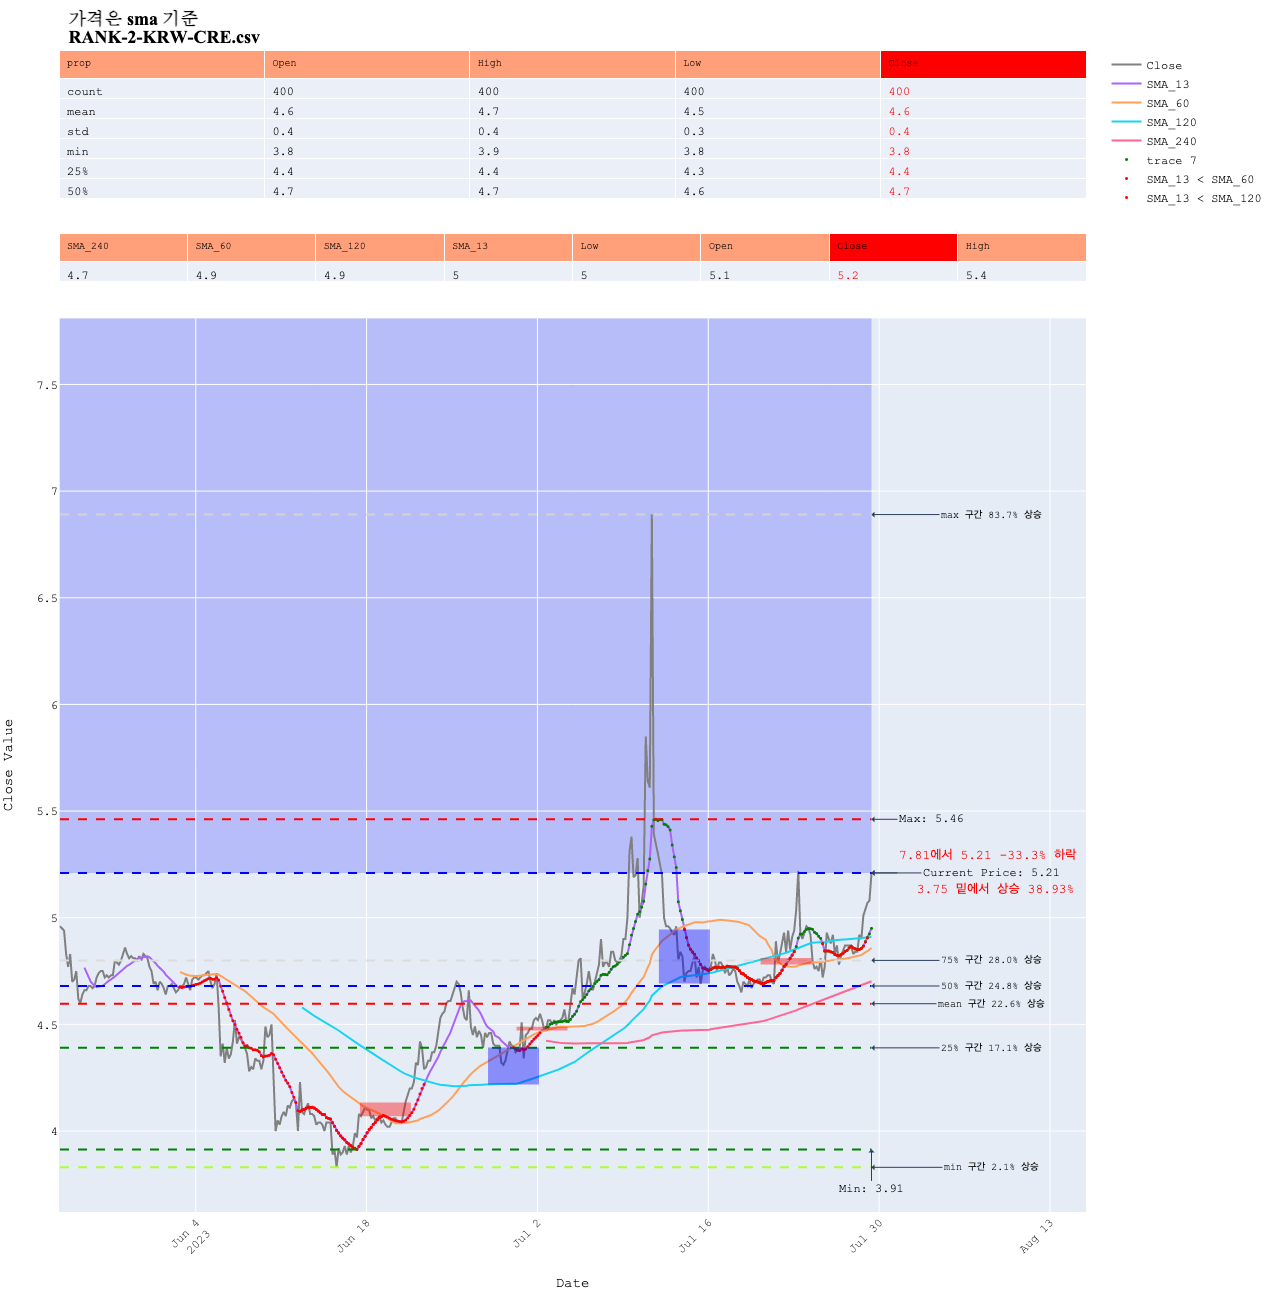 가격은 sma 기준
RANK-2-KRW-CRE.csv
prop Open High Low Close
count 400 400 400 400
mean 4.6 4.7 4.5 4.6
std 0.4 0.4 0.3 0.4
min 3.8 3.9 3.8 3.8
25% 4.4 4.4 4.3 4.4
50% 4.7 4.7 4.6 4.7
Close
SMA_13
SMA_60
SMA_120
SMA_240
trace 7
SMA_13 < SMA_60
SMA_13 < SMA_120
SMA_240 SMA_60 SMA_120 SMA_13 Low Open Close High
4.7 4.9 4.9 5 5 5.1 5.2 5.4
7.5
7
6.5
6
5.5
5
4.5
4
Close Value
max 구간 83.7% 상승
Max: 5.46
7.81에서 5.21 -33.3% 하락
Current Price: 5.21
3.75 밑에서 상승 38.93%
75% 구간 28.0% 상승
50% 구간 24.8% 상승
mean 구간 22.6% 상승
25% 구간 17.1% 상승
min 구간 2.1% 상승
Min: 3.91
Jun 4
2023
Jun 18
Jul 2
Jul 16
Jul 30
Aug 13
Date